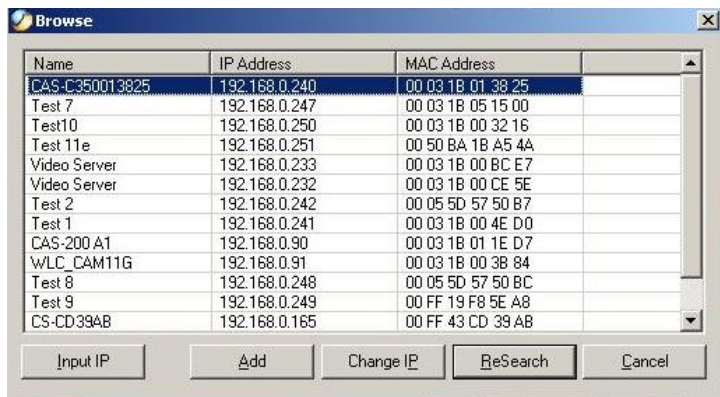 Browse
Name IP Address MAC Address
CAS-C350013825 192.168.0.240 00 03 1B 01 38 25
Test 7 192.168.0.247 00 03 1B 05 15 00
Test10 192.168.0.250 00 03 1B 00 32 16
Test 11e 192.168.0.251 00 50 BA 1B A5 4A
Video Server 192.168.0.233 00 03 1B 00 BC E7
Video Server 192.168.0.232 00 03 1B 00 CE 5E
Test 2 192.168.0.242 00 05 5D 57 50 B7
Test 1 192.168.0.241 00 03 1B 00 4E D0
CAS-200 A1 192.168.0.90 00 03 1B 01 1E D7
WLC_CAM11G 192.168.0.91 00 03 1B 00 3B 84
Test 8 192.168.0.248 00 05 5D 57 50 BC
Test 9 192.168.0.249 00 FF 19 F8 5E A8
CS-CD39AB 192.168.0.165 00 FF 43 CD 39 AB
Input IP Add Change IP ReSearch Cancel